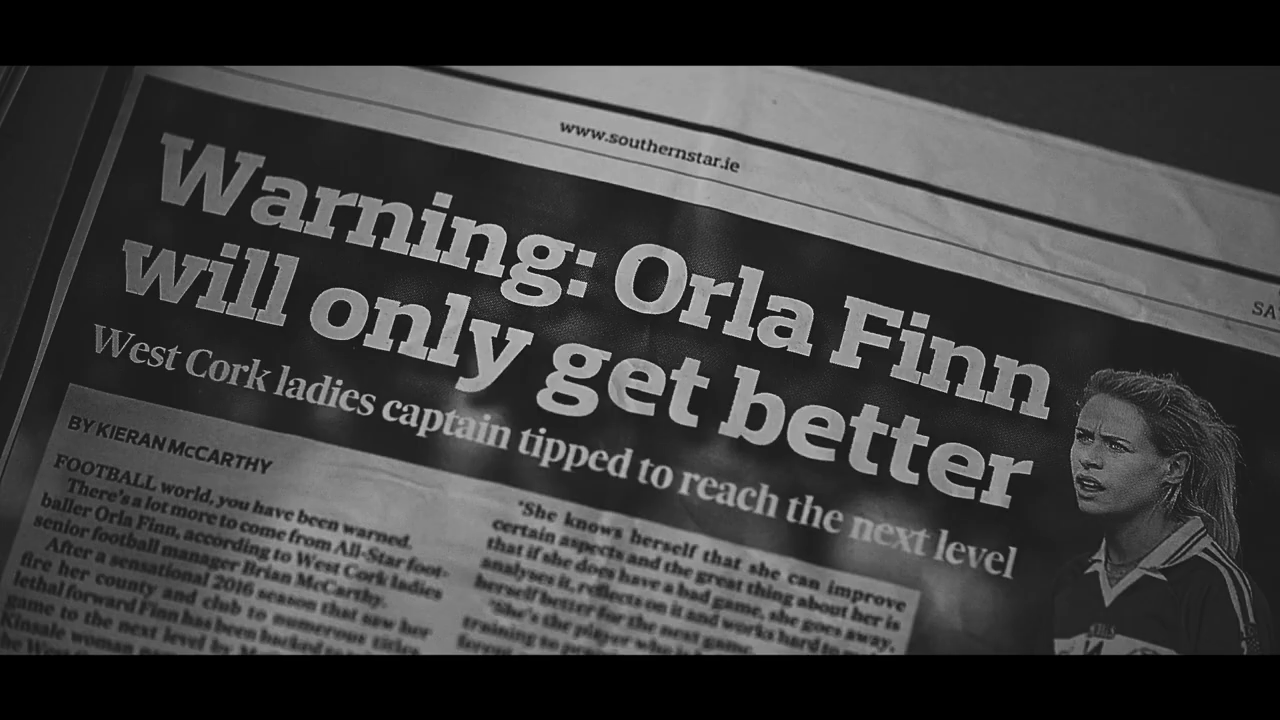 www.southernstar.ie
SA
Warning: Orla Finn
will only get better
West Cork ladies captain tipped to reach the next level
BY KIERAN McCARTHY
FOOTBALL world, you have been warned.
There's a lot more to come from All-Star foot-
baller Orla Finn, according to West Cork ladies
senior football manager Brian McCarthy.
After a sensational 2016 season that saw her
fire her county and club to numerous titles,
lethal forward Finn has been backed to
game to the next level by
Kinsale woman
"She knows herself that she can improve
certain aspects and the great thing about her is
that if she does have a bad game, she goes away,
analyses it, reflects on it and works hard to
herself better for the next game.
"She's the player who
training to